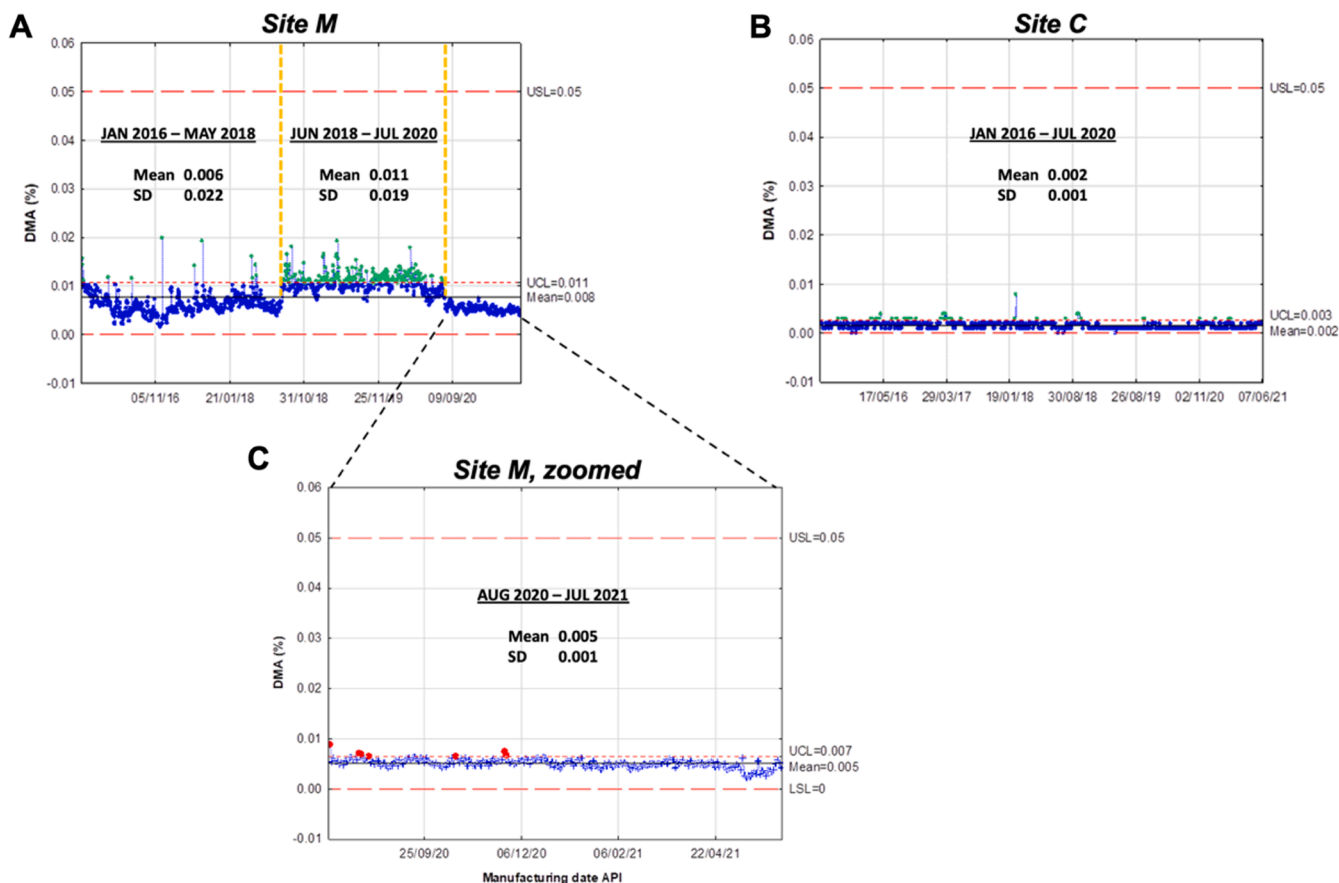 A
Site M
0.06
0.05
0.04
0.03
0.02
0.01
0.00
-0.01
DMA (%)
USL=0.05
JAN 2016 – MAY 2018
Mean 0.006
SD 0.022
JUN 2018 – JUL 2020
Mean 0.011
SD 0.019
UCL=0.011
Mean=0.008
05/11/16 21/01/18 31/10/18 25/11/19 09/09/20
B
Site C
0.06
0.05
0.04
0.03
0.02
0.01
0.00
-0.01
DMA (%)
USL=0.05
JAN 2016 – JUL 2020
Mean 0.002
SD 0.001
UCL=0.003
Mean=0.002
17/05/16 29/03/17 19/01/18 30/08/18 26/08/19 02/11/20 07/06/21
C
Site M, zoomed
0.06
0.05
0.04
0.03
0.02
0.01
0.00
-0.01
DMA (%)
USL=0.05
AUG 2020 – JUL 2021
Mean 0.005
SD 0.001
UCL=0.007
Mean=0.005
LSL=0
25/09/20 06/12/20 06/02/21 22/04/21
Manufacturing date API